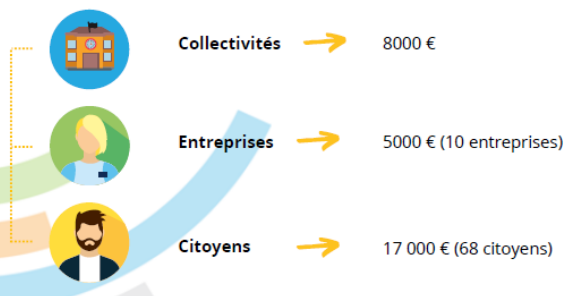 Collectivités 8000 €
Entreprises 5000 € (10 entreprises)
Citoyens 17 000 € (68 citoyens)